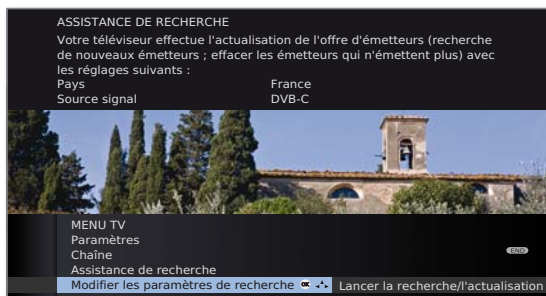 ASSISTANCE DE RECHERCHE
Votre téléviseur effectue l'actualisation de l'offre d'émetteurs (recherche
de nouveaux émetteurs ; effacer les émetteurs qui n'émettent plus) avec
les réglages suivants :
Pays France
Source signal DVB-C
MENU TV
Paramètres
Chaîne
END
Assistance de recherche
Modifier les paramètres de recherche OK Lancer la recherche/l'actualisation